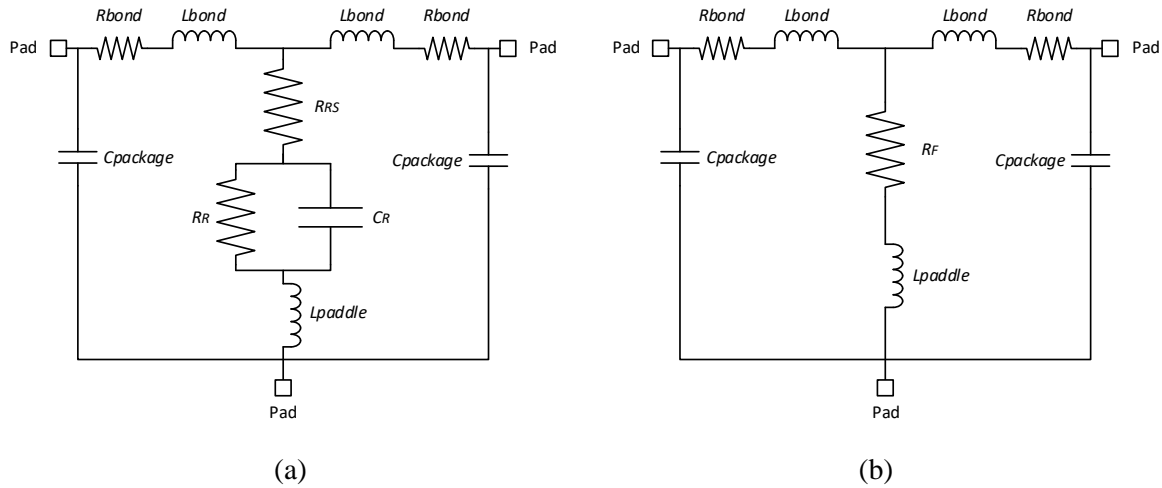 Rbond Lbond Lbond Rbond
Pad Pad
RRS
Cpackage Cpackage
RR CR
Lpaddle
Pad
(a)
Rbond Lbond Lbond Rbond
Pad Pad
RF
Cpackage Cpackage
Lpaddle
Pad
(b)